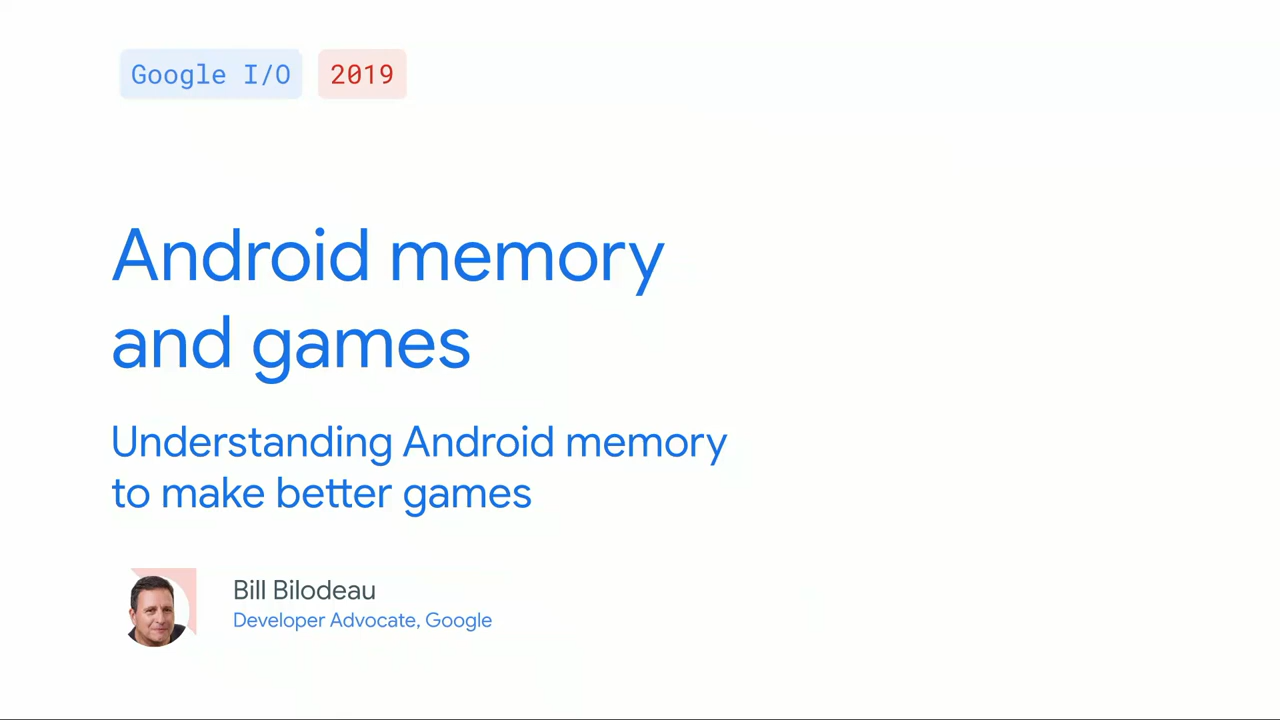 Google I/O 2019
Android memory
and games
Understanding Android memory
to make better games
Bill Bilodeau
Developer Advocate, Google